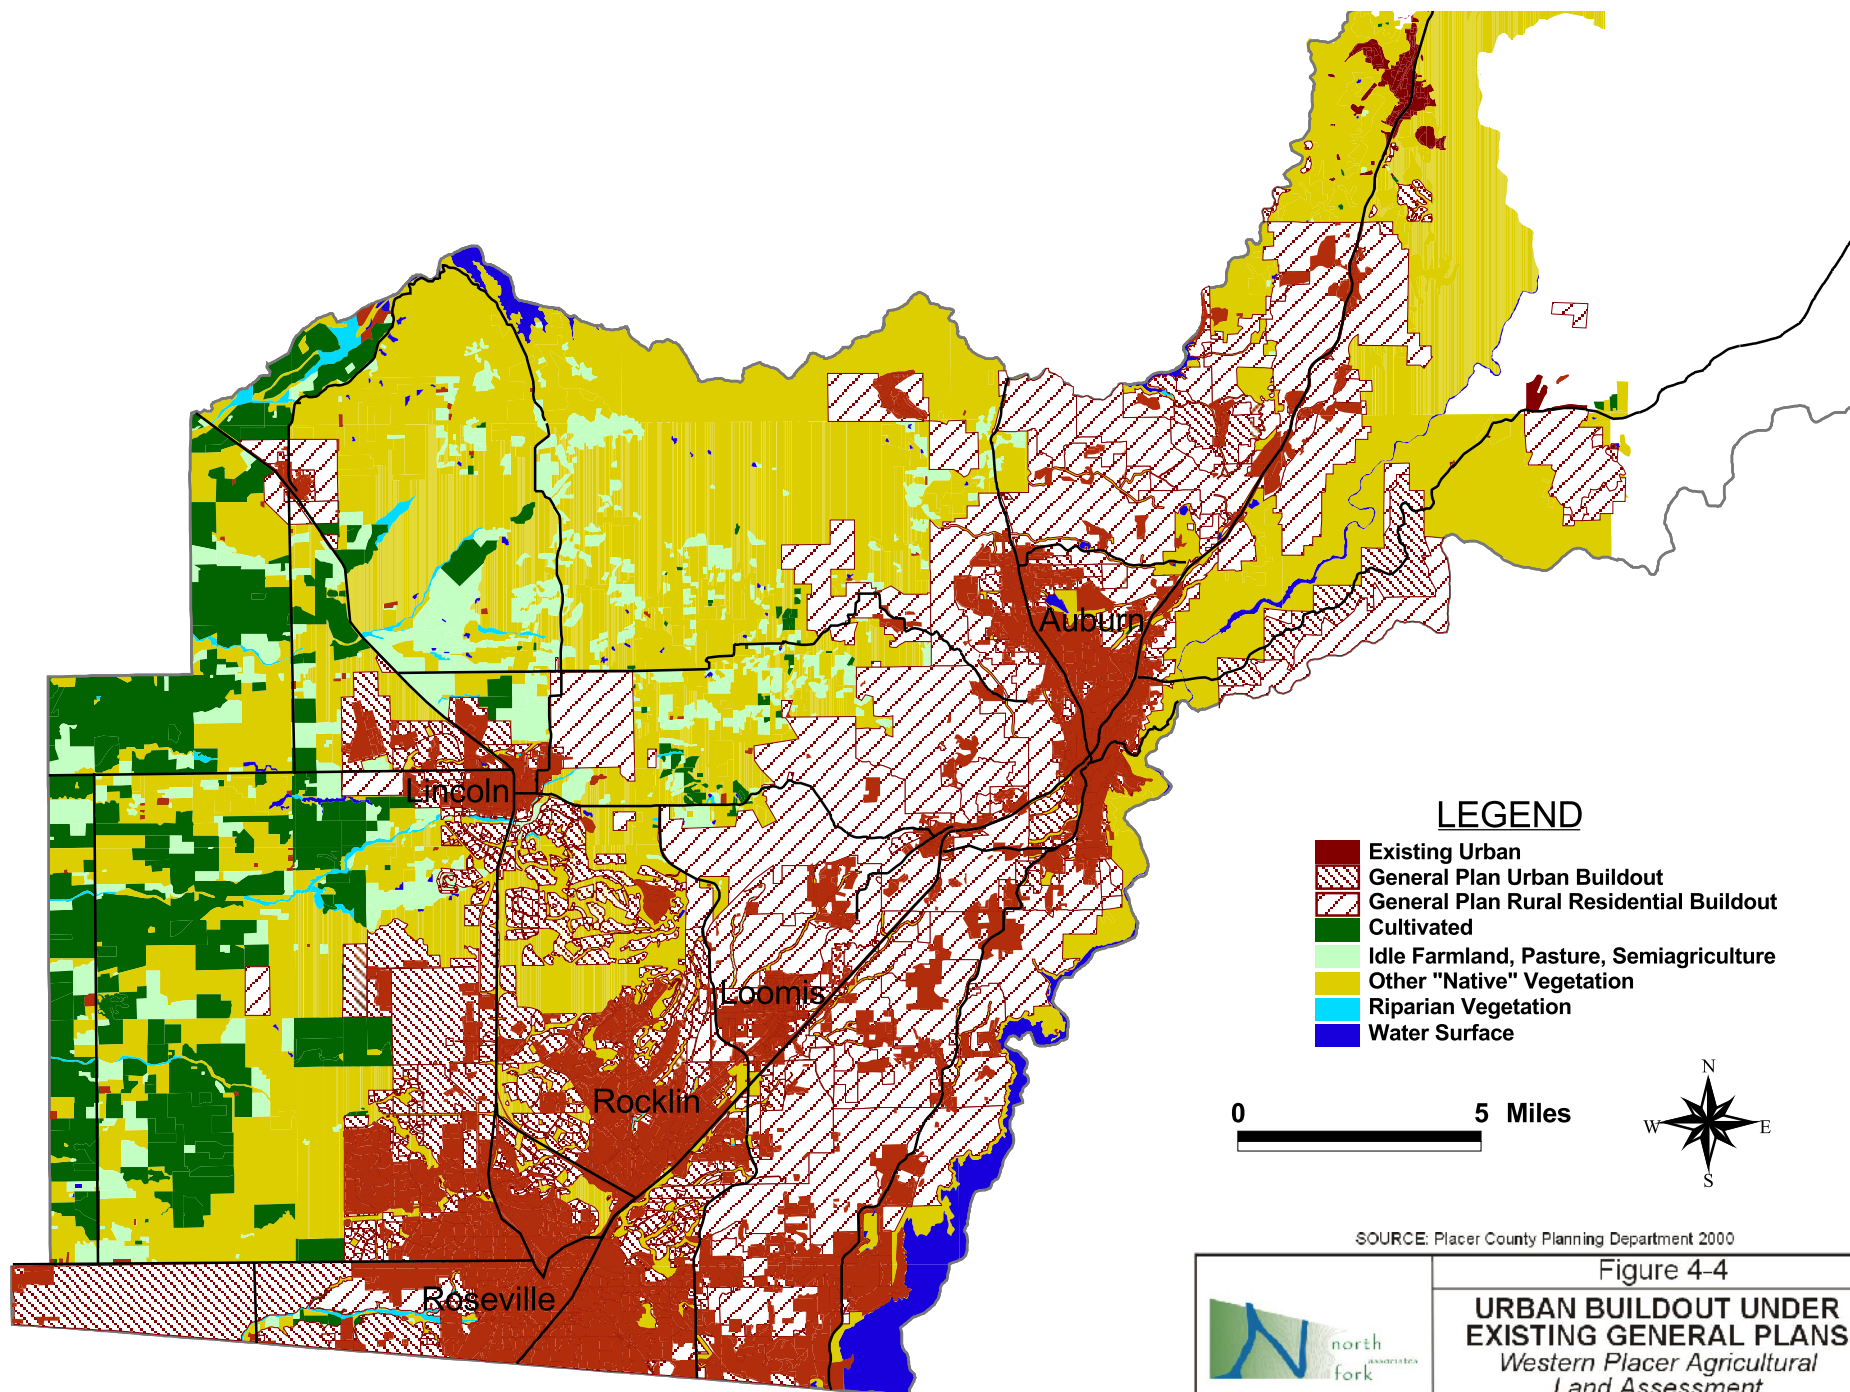 Auburn
Lincoln
Loomis
Rocklin
Roseville
LEGEND
Existing Urban
General Plan Urban Buildout
General Plan Rural Residential Buildout
Cultivated
Idle Farmland, Pasture, Semiagriculture
Other "Native" Vegetation
Riparian Vegetation
Water Surface
0 5 Miles
N
W E
S
SOURCE: Placer County Planning Department 2000
Figure 4-4
URBAN BUILDOUT UNDER
EXISTING GENERAL PLANS
Western Placer Agricultural
Land Assessment
north
associates
fork